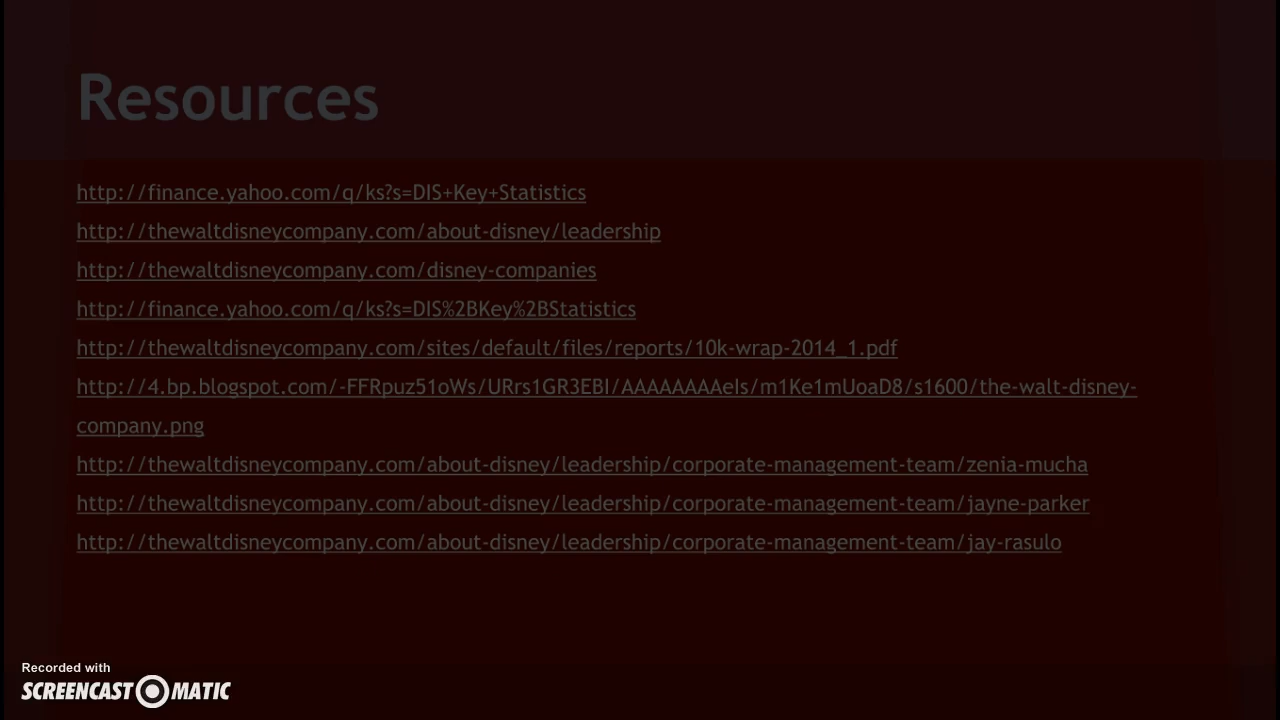 Resources
http://finance.yahoo.com/q/ks?s=DIS+Key+Statistics
http://thewaltdisneycompany.com/about-disney/leadership
http://thewaltdisneycompany.com/disney-companies
http://finance.yahoo.com/q/ks?s=DIS%2BKey%2BStatistics
http://thewaltdisneycompany.com/sites/default/files/reports/10k-wrap-2014_1.pdf
http://4.bp.blogspot.com/-FFRpuz51oWs/URrs1GR3EBI/AAAAAAAAeIs/m1Ke1mUoaD8/s1600/the-walt-disney-
company.png
http://thewaltdisneycompany.com/about-disney/leadership/corporate-management-team/zenia-mucha
http://thewaltdisneycompany.com/about-disney/leadership/corporate-management-team/jayne-parker
http://thewaltdisneycompany.com/about-disney/leadership/corporate-management-team/jay-rasulo
Recorded with
SCREENCAST MATIC